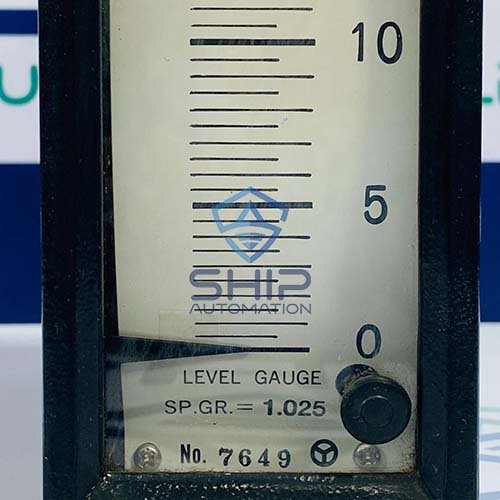 10
5
SHIP
AUTOMATION
0
LEVEL GAUGE
SP.GR.= 1.025
No. 7649